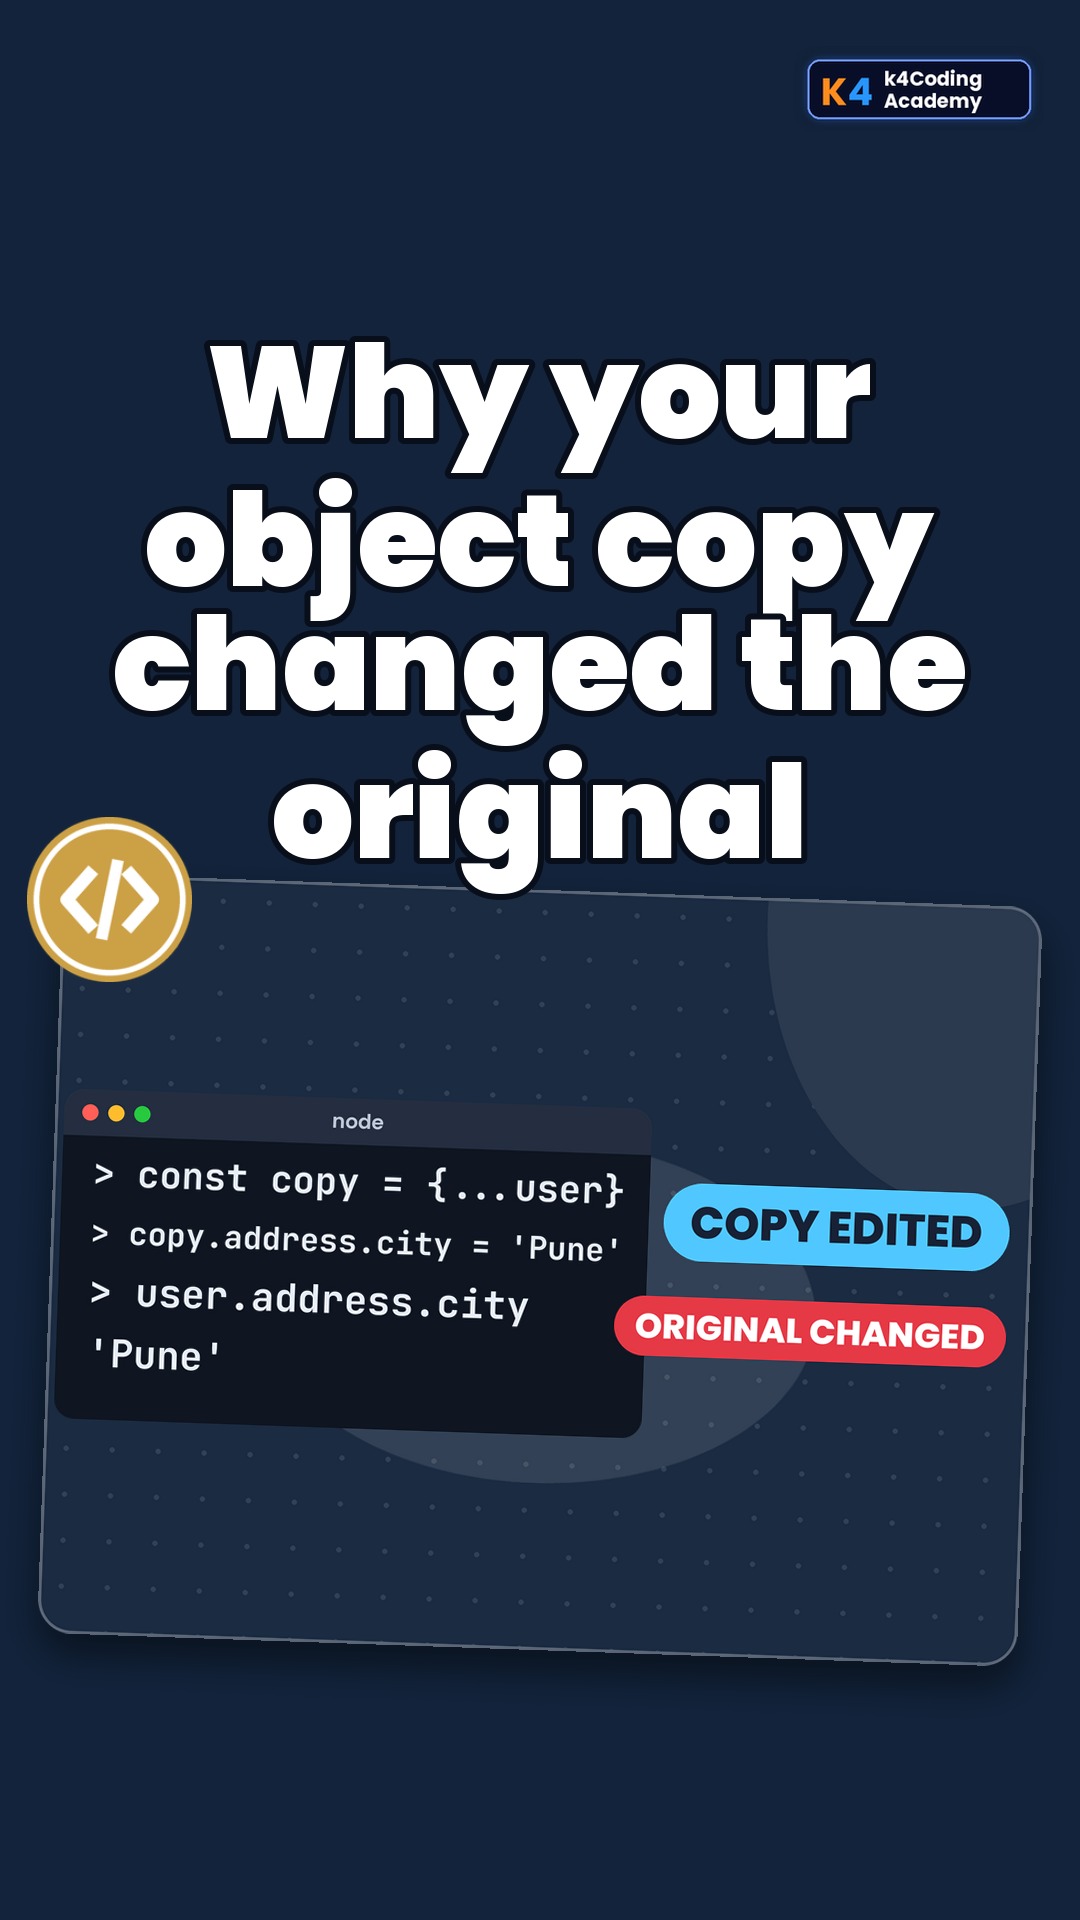 K4 k4Coding
Academy
Why your
object copy
changed the
original
</>
node
> const copy = {...user}
> copy.address.city = 'Pune'
> user.address.city
'Pune'
COPY EDITED
ORIGINAL CHANGED